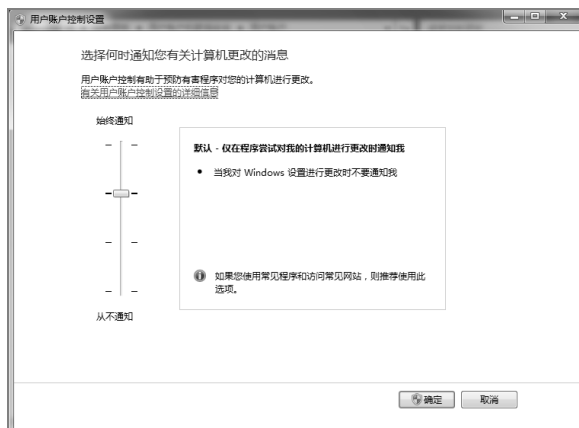 用户账户控制设置
选择何时通知您有关计算机更改的消息
用户账户控制有助于预防有害程序对您的计算机进行更改。
有关用户账户控制设置的详细信息
始终通知
默认 - 仅在程序尝试对我的计算机进行更改时通知我
• 当我对 Windows 设置进行更改时不要通知我
如果您使用常见程序和访问常见网站，则推荐使用此
选项。
从不通知
确定 取消